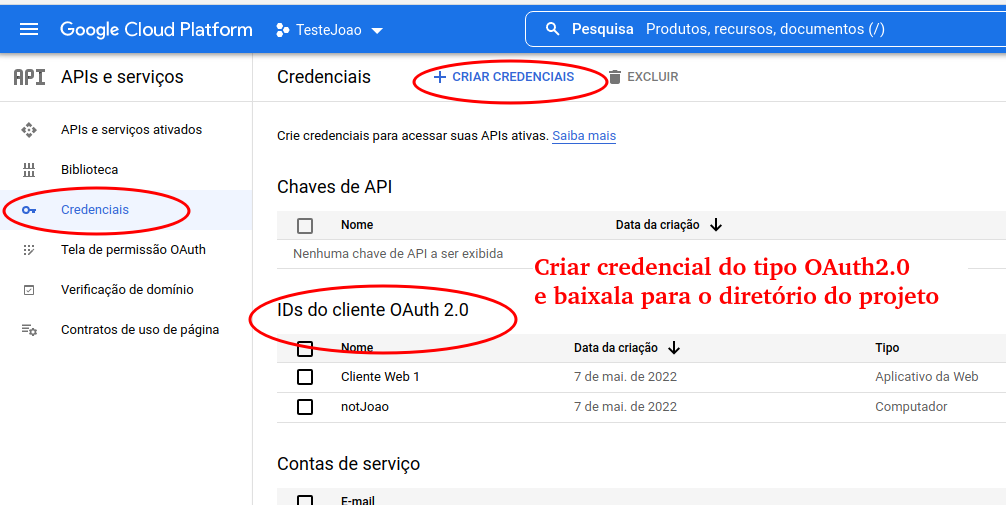 Google Cloud Platform TesteJoao Pesquisa Produtos, recursos, documentos (/)
API APIs e serviços
Credenciais + CRIAR CREDENCIAIS EXCLUIR
APIs e serviços ativados
Biblioteca
Credenciais
Tela de permissão OAuth
Verificação de domínio
Contratos de uso de página
Crie credenciais para acessar suas APIs ativas. Saiba mais
Chaves de API
Nome Data da criação
Nenhuma chave de API a ser exibida
Criar credencial do tipo OAuth2.0
e baixala para o diretório do projeto
IDs do cliente OAuth 2.0
Nome Data da criação Tipo
Cliente Web 1 7 de mai. de 2022 Aplicativo da Web
notJoao 7 de mai. de 2022 Computador
Contas de serviço
E-mail